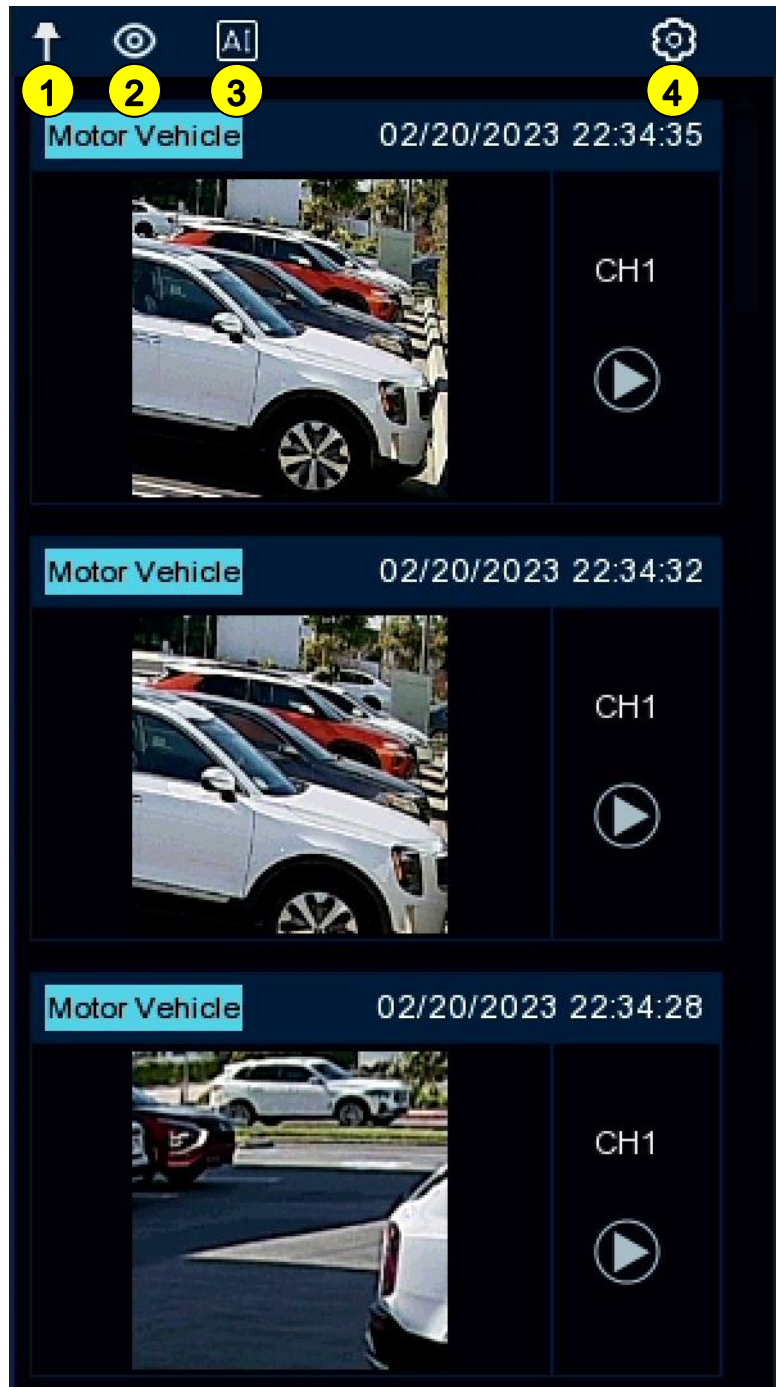 AI
1 2 3 4
Motor Vehicle 02/20/2023 22:34:35
CH1
Motor Vehicle 02/20/2023 22:34:32
CH1
Motor Vehicle 02/20/2023 22:34:28
CH1